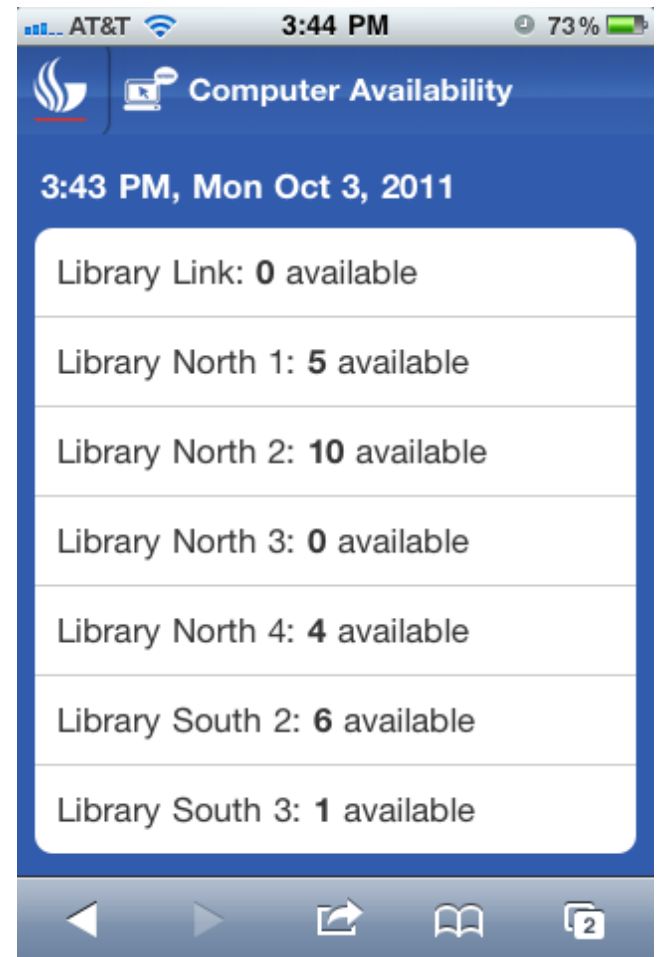 AT&T 3:44 PM 73%
Computer Availability
3:43 PM, Mon Oct 3, 2011
Library Link: 0 available
Library North 1: 5 available
Library North 2: 10 available
Library North 3: 0 available
Library North 4: 4 available
Library South 2: 6 available
Library South 3: 1 available
2